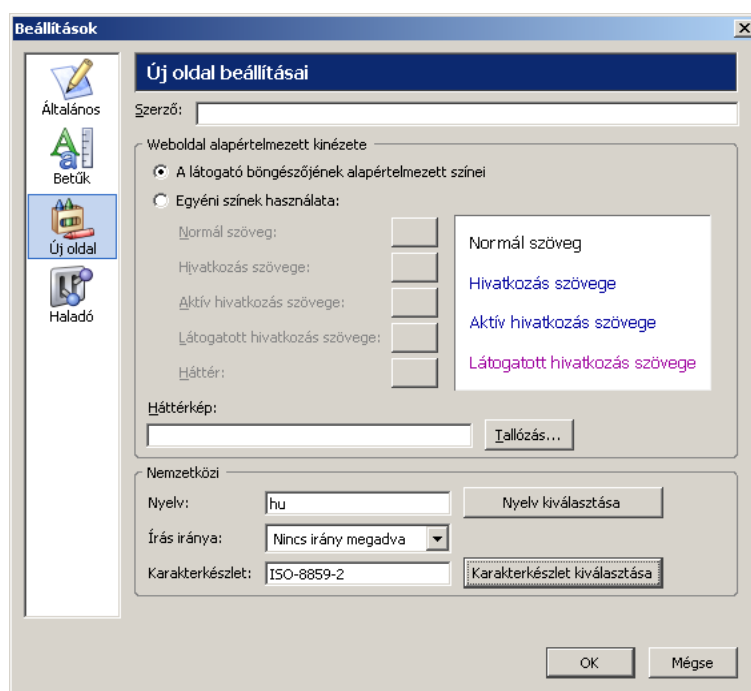 Beállítások
Általános
Betűk
Új oldal
Haladó
Új oldal beállításai
Szerző:
Weboldal alapértelmezett kinézete
A látogató böngészőjének alapértelmezett színei
Egyéni színek használata:
Normál szöveg:
Hivatkozás szövege:
Aktív hivatkozás szövege:
Látogatott hivatkozás szövege:
Háttér:
Normál szöveg
Hivatkozás szövege
Aktív hivatkozás szövege
Látogatott hivatkozás szövege
Háttérkép:
Tallózás...
Nemzetközi
Nyelv: hu Nyelv kiválasztása
Írás iránya: Nincs irány megadva
Karakterkészlet: ISO-8859-2 Karakterkészlet kiválasztása
OK Mégse